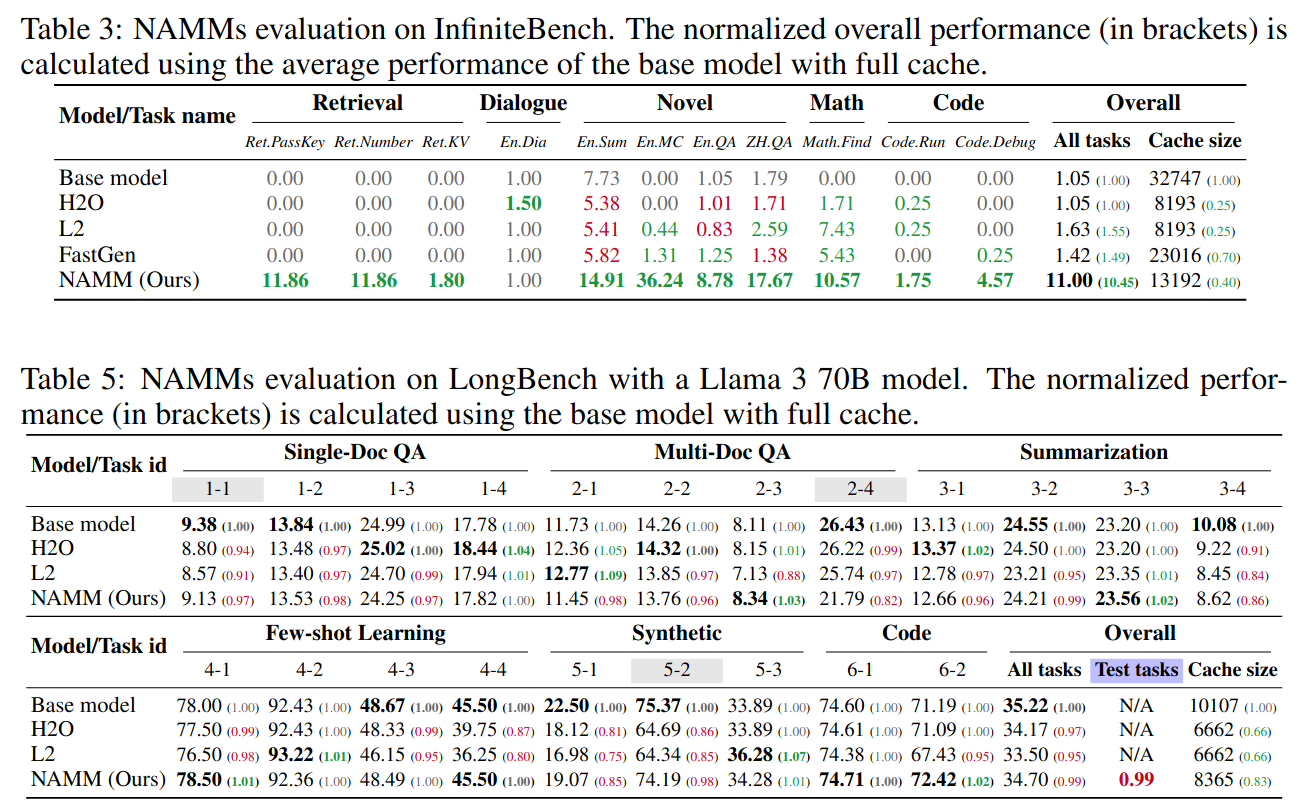 Table 3: NAMMs evaluation on InfiniteBench. The normalized overall performance (in brackets) is
calculated using the average performance of the base model with full cache.
Model/Task name Retrieval Dialogue Novel Math Code Overall
Ret.PassKey Ret.Number Ret.KV En.Dia En.Sum En.MC En.QA ZH.QA Math.Find Code.Run Code.Debug All tasks Cache size
Base model 0.00 0.00 0.00 1.00 7.73 0.00 1.05 1.79 0.00 0.00 0.00 1.05 (1.00) 32747 (1.00)
H2O 0.00 0.00 0.00 1.50 5.38 0.00 1.01 1.71 1.71 0.25 0.00 1.05 (1.00) 8193 (0.25)
L2 0.00 0.00 0.00 1.00 5.41 0.44 0.83 2.59 7.43 0.25 0.00 1.63 (1.55) 8193 (0.25)
FastGen 0.00 0.00 0.00 1.00 5.82 1.31 1.25 1.38 5.43 0.00 0.25 1.42 (1.49) 23016 (0.70)
NAMM (Ours) 11.86 11.86 1.80 1.00 14.91 36.24 8.78 17.67 10.57 1.75 4.57 11.00 (10.45) 13192 (0.40)
Table 5: NAMMs evaluation on LongBench with a Llama 3 70B model. The normalized perfor-
mance (in brackets) is calculated using the base model with full cache.
Model/Task id Single-Doc QA Multi-Doc QA Summarization
1-1 1-2 1-3 1-4 2-1 2-2 2-3 2-4 3-1 3-2 3-3 3-4
Base model 9.38 (1.00) 13.84 (1.00) 24.99 (1.00) 17.78 (1.00) 11.73 (1.00) 14.26 (1.00) 8.11 (1.00) 26.43 (1.00) 13.13 (1.00) 24.55 (1.00) 23.20 (1.00) 10.08 (1.00)
H2O 8.80 (0.94) 13.48 (0.97) 25.02 (1.00) 18.44 (1.04) 12.36 (1.05) 14.32 (1.00) 8.15 (1.01) 26.22 (0.99) 13.37 (1.02) 24.50 (1.00) 23.20 (1.00) 9.22 (0.91)
L2 8.57 (0.91) 13.40 (0.97) 24.70 (0.99) 17.94 (1.01) 12.77 (1.09) 13.85 (0.97) 7.13 (0.88) 25.74 (0.97) 12.78 (0.97) 23.21 (0.95) 23.35 (1.01) 8.45 (0.84)
NAMM (Ours) 9.13 (0.97) 13.53 (0.98) 24.25 (0.97) 17.82 (1.00) 11.45 (0.98) 13.76 (0.96) 8.34 (1.03) 21.79 (0.82) 12.66 (0.96) 24.21 (0.99) 23.56 (1.02) 8.62 (0.86)
Model/Task id Few-shot Learning Synthetic Code Overall
4-1 4-2 4-3 4-4 5-1 5-2 5-3 6-1 6-2 All tasks Test tasks Cache size
Base model 78.00 (1.00) 92.43 (1.00) 48.67 (1.00) 45.50 (1.00) 22.50 (1.00) 75.37 (1.00) 33.89 (1.00) 74.60 (1.00) 71.19 (1.00) 35.22 (1.00) N/A 10107 (1.00)
H2O 77.50 (0.99) 92.43 (1.00) 48.33 (0.99) 39.75 (0.87) 18.12 (0.81) 64.69 (0.86) 33.89 (1.00) 74.61 (1.00) 71.09 (1.00) 34.17 (0.97) N/A 6662 (0.66)
L2 76.50 (0.98) 93.22 (1.01) 46.15 (0.95) 36.25 (0.80) 16.98 (0.75) 64.34 (0.85) 36.28 (1.07) 74.38 (1.00) 67.43 (0.95) 33.50 (0.95) N/A 6662 (0.66)
NAMM (Ours) 78.50 (1.01) 92.36 (1.00) 48.49 (1.00) 45.50 (1.00) 19.07 (0.85) 74.19 (0.98) 34.28 (1.01) 74.71 (1.00) 72.42 (1.02) 34.70 (0.99) 0.99 8365 (0.83)